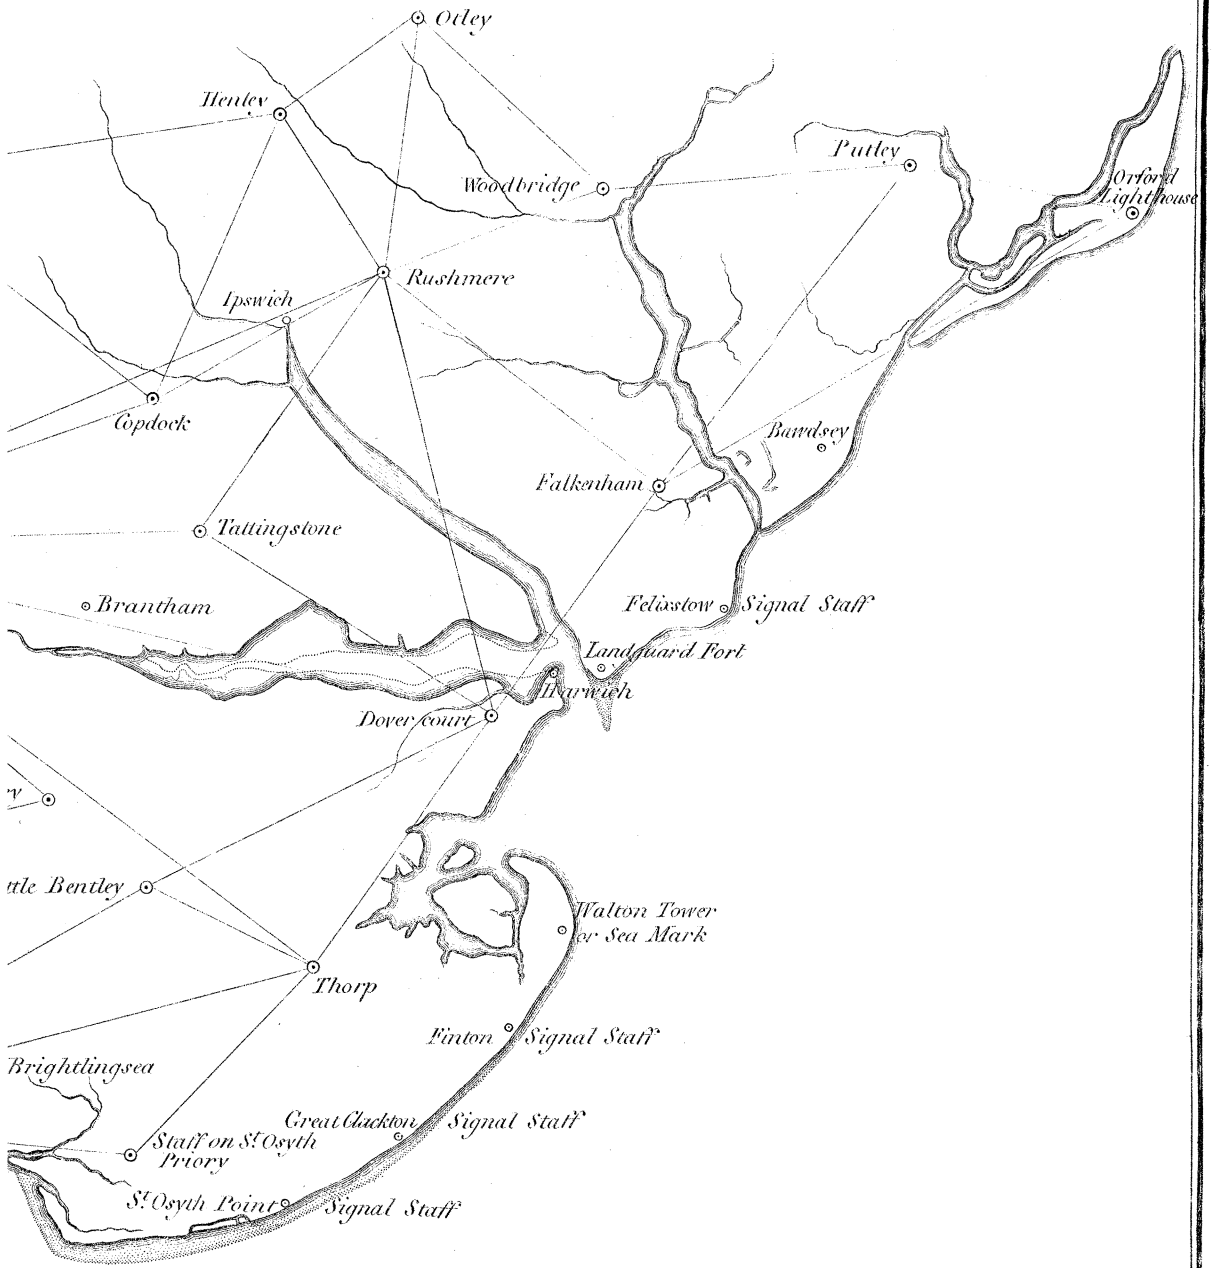 Otley
Henley
Putley
Woodbridge
Orford
Lighthouse
Rushmere
Ipswich
Copdock
Bawdsey
Falkenham
Tattingstone
Brantham
Felixstow Signal Staff
Landguard Fort
Harwich
Dover court
ttle Bentley
Walton Tower
or Sea Mark
Thorp
Finton Signal Staff
Brightlingsea
Great Clackton Signal Staff
Staff on St. Osyth
Priory
St. Osyth Point Signal Staff